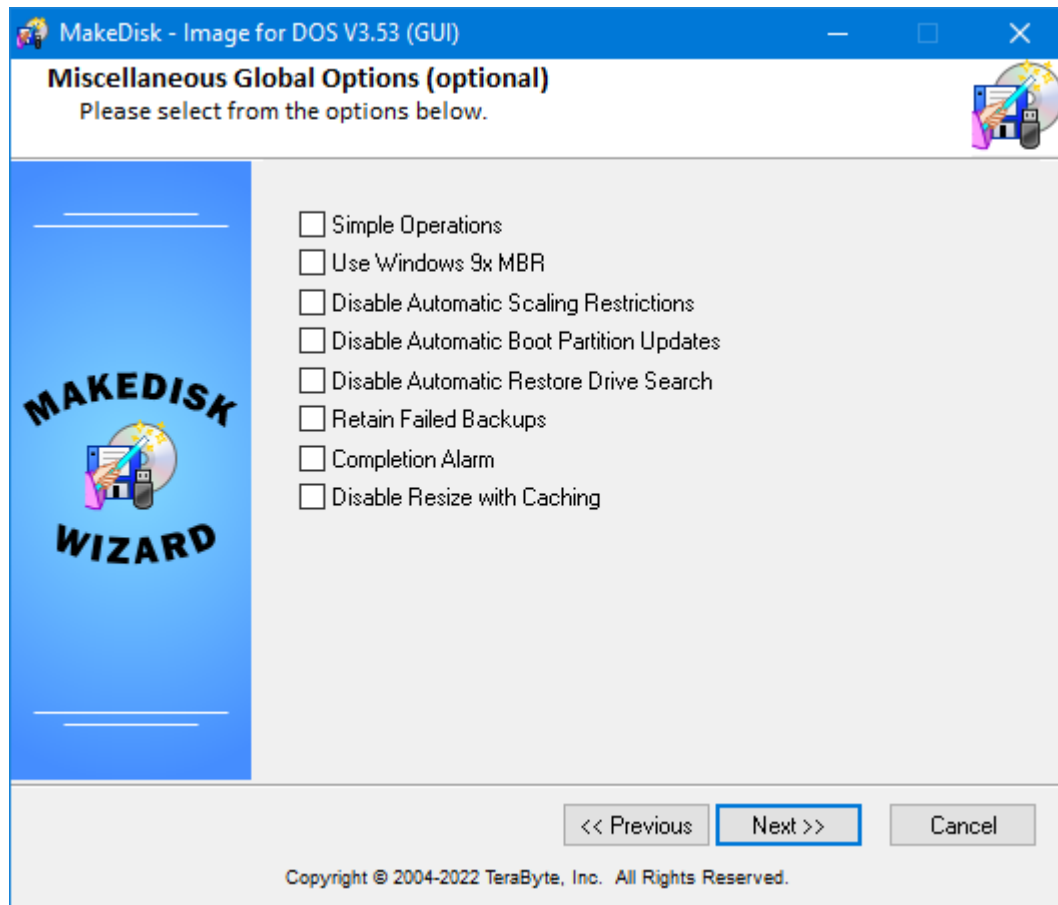 MakeDisk - Image for DOS V3.53 (GUI)
Miscellaneous Global Options (optional)
Please select from the options below.
Simple Operations
Use Windows 9x MBR
Disable Automatic Scaling Restrictions
Disable Automatic Boot Partition Updates
Disable Automatic Restore Drive Search
Retain Failed Backups
Completion Alarm
Disable Resize with Caching
MAKEDISK
WIZARD
<< Previous
Next >>
Cancel
Copyright © 2004-2022 TeraByte, Inc. All Rights Reserved.